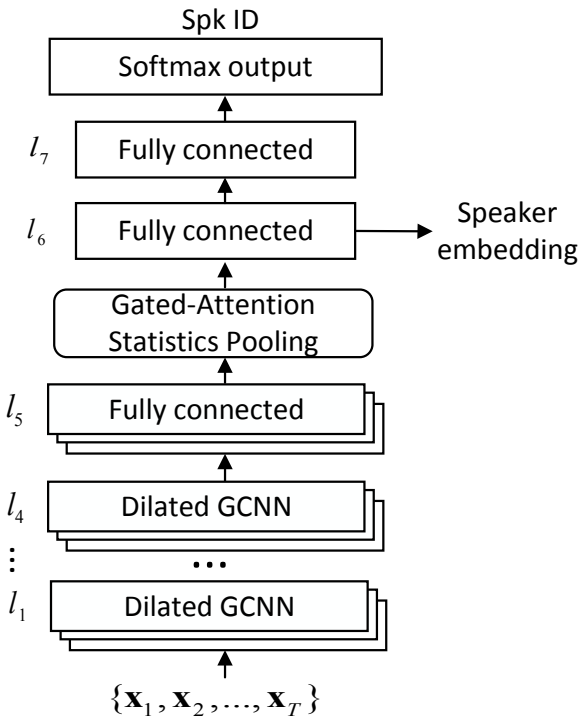 Spk ID
Softmax output
l7 Fully connected
l6 Fully connected
Speaker
embedding
Gated-Attention
Statistics Pooling
l5 Fully connected
l4 Dilated GCNN
⋮ ...
l1 Dilated GCNN
{x1, x2, ..., xT}